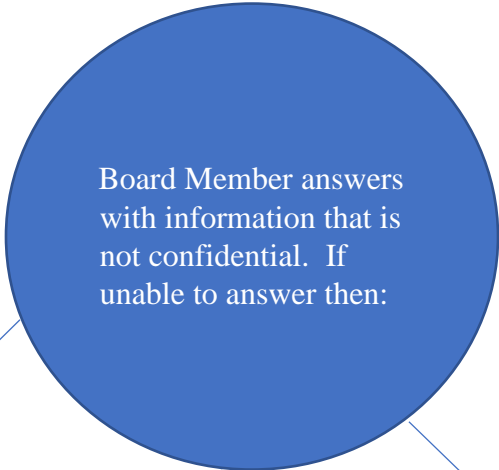 Board Member answers
with information that is
not confidential.  If
unable to answer then: